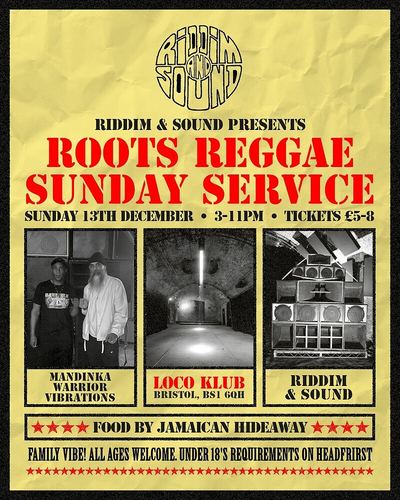 RIDDIM
AND
SOUND
RIDDIM & SOUND PRESENTS
ROOTS REGGAE
SUNDAY SERVICE
SUNDAY 13TH DECEMBER • 3-11PM • TICKETS £5-8
MANDINKA
WARRIOR
VIBRATIONS
LOCO KLUB
BRISTOL, BS1 6QH
RIDDIM
& SOUND
★★★★ FOOD BY JAMAICAN HIDEAWAY ★★★★
FAMILY VIBE! ALL AGES WELCOME. UNDER 18'S REQUIREMENTS ON HEADFRIRST